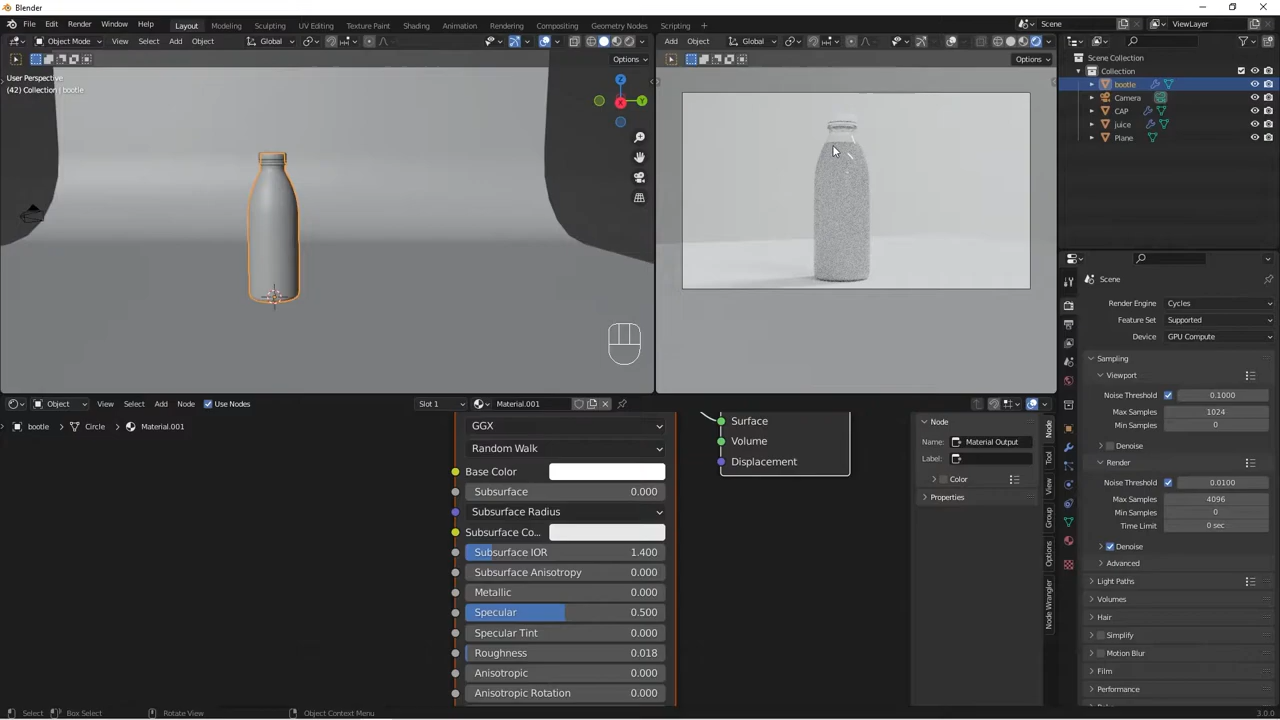 Blender
File Edit Render Window Help Layout Modeling Sculpting UV Editing Texture Paint Shading Animation Rendering Compositing Geometry Nodes Scripting + Scene ViewLayer
Object Mode View Select Add Object Global
Options
User Perspective
(42) Collection | bootle
Z
Y
X
Add Object Global
Options
Scene Collection
Collection
bootle
Camera
CAP
juice
Plane
Scene
Render Engine Cycles
Feature Set Supported
Device GPU Compute
Sampling
Viewport
Noise Threshold 0.1000
Max Samples 1024
Min Samples 0
Denoise
Render
Noise Threshold 0.0100
Max Samples 4096
Min Samples 0
Time Limit 0 sec
Denoise
Advanced
Light Paths
Volumes
Hair
Simplify
Motion Blur
Film
Performance
Object View Select Add Node Use Nodes Slot 1 Material.001
bootle Circle Material.001
GGX
Random Walk
Base Color
Subsurface 0.000
Subsurface Radius
Subsurface Co...
Subsurface IOR 1.400
Subsurface Anisotropy 0.000
Metallic 0.000
Specular 0.500
Specular Tint 0.000
Roughness 0.018
Anisotropic 0.000
Anisotropic Rotation 0.000
Surface
Volume
Displacement
Node
Name: Material Output
Label:
Color
Properties
Node
Tool
View
Group
Options
Node Wrangler
Select Box Select Rotate View Object Context Menu 3.0.0